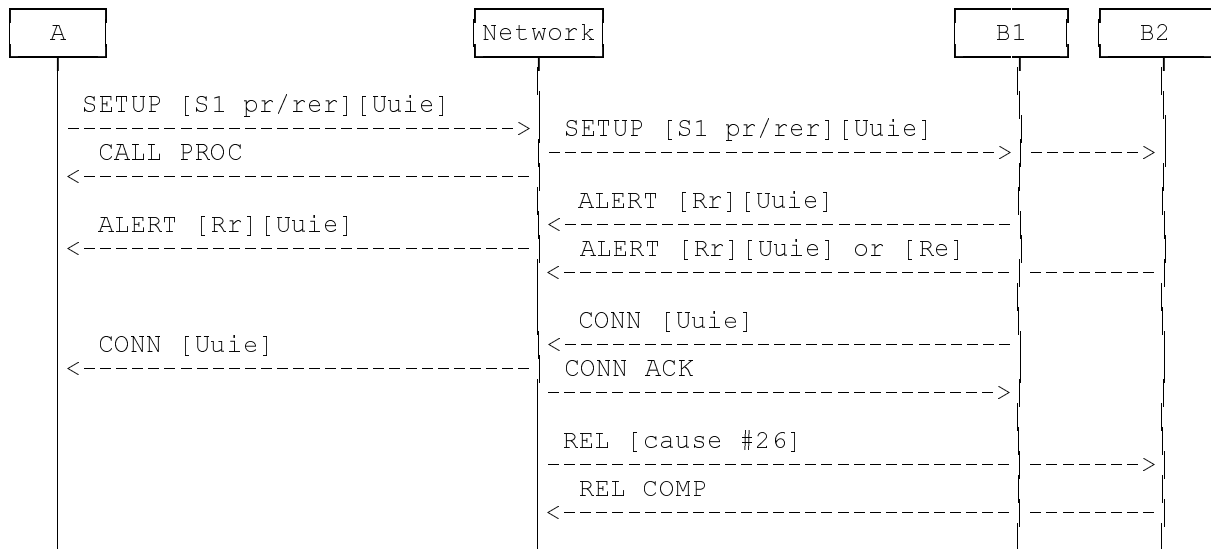 A Network B1 B2
SETUP [S1 pr/rer][Uuie]
SETUP [S1 pr/rer][Uuie]
CALL PROC
ALERT [Rr][Uuie]
ALERT [Rr][Uuie]
ALERT [Rr][Uuie] or [Re]
CONN [Uuie]
CONN [Uuie]
CONN ACK
REL [cause #26]
REL COMP